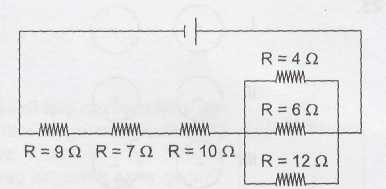 R = 4 Ω
R = 6 Ω
R = 9 Ω R = 7 Ω R = 10 Ω
R = 12 Ω